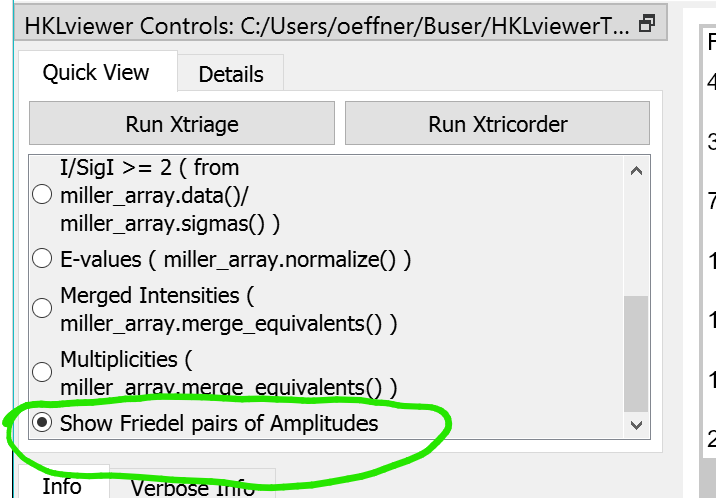 HKLviewer Controls: C:/Users/oeffner/Buser/HKLviewerT...
Quick View
Details
Run Xtriage
Run Xtricorder
I/SigI >= 2 ( from
miller_array.data()/
miller_array.sigmas() )
E-values ( miller_array.normalize() )
Merged Intensities (
miller_array.merge_equivalents() )
Multiplicities (
miller_array.merge_equivalents() )
Show Friedel pairs of Amplitudes
Info
Verbose Info
4
3
7
1
1
1
2